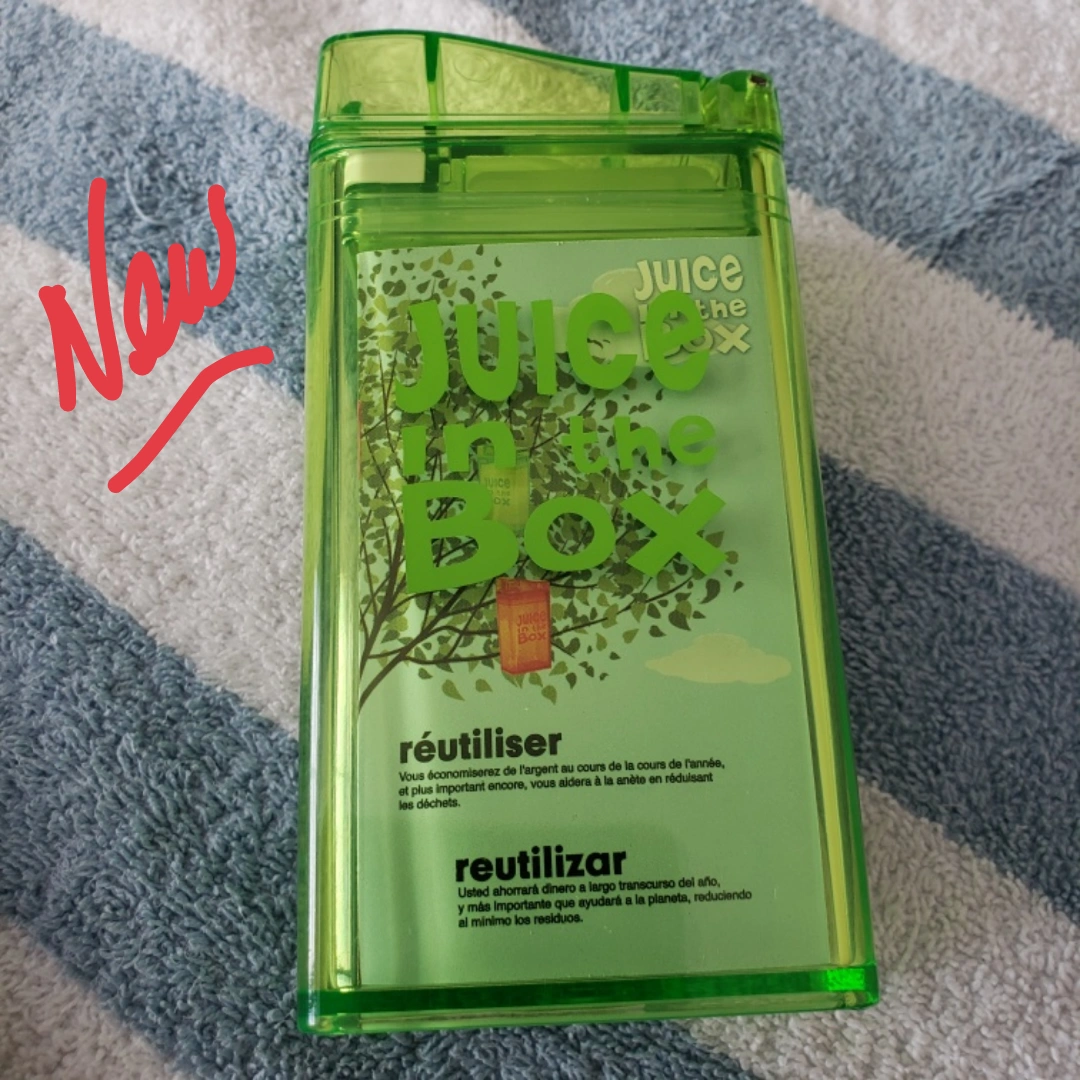 New
JUICE
in the
BOX
JUICE
in the
BOX
JUICE
in the
BOX
JUICE
in the
BOX
réutiliser
Vous économiserez de l'argent au cours de la cours de l'année,
et plus important encore, vous aidera à la anète en réduisant
les déchets.
reutilizar
Usted ahorrará dinero a largo transcurso del año,
y más importante que ayudará a la planeta, reduciendo
al mínimo los residuos.